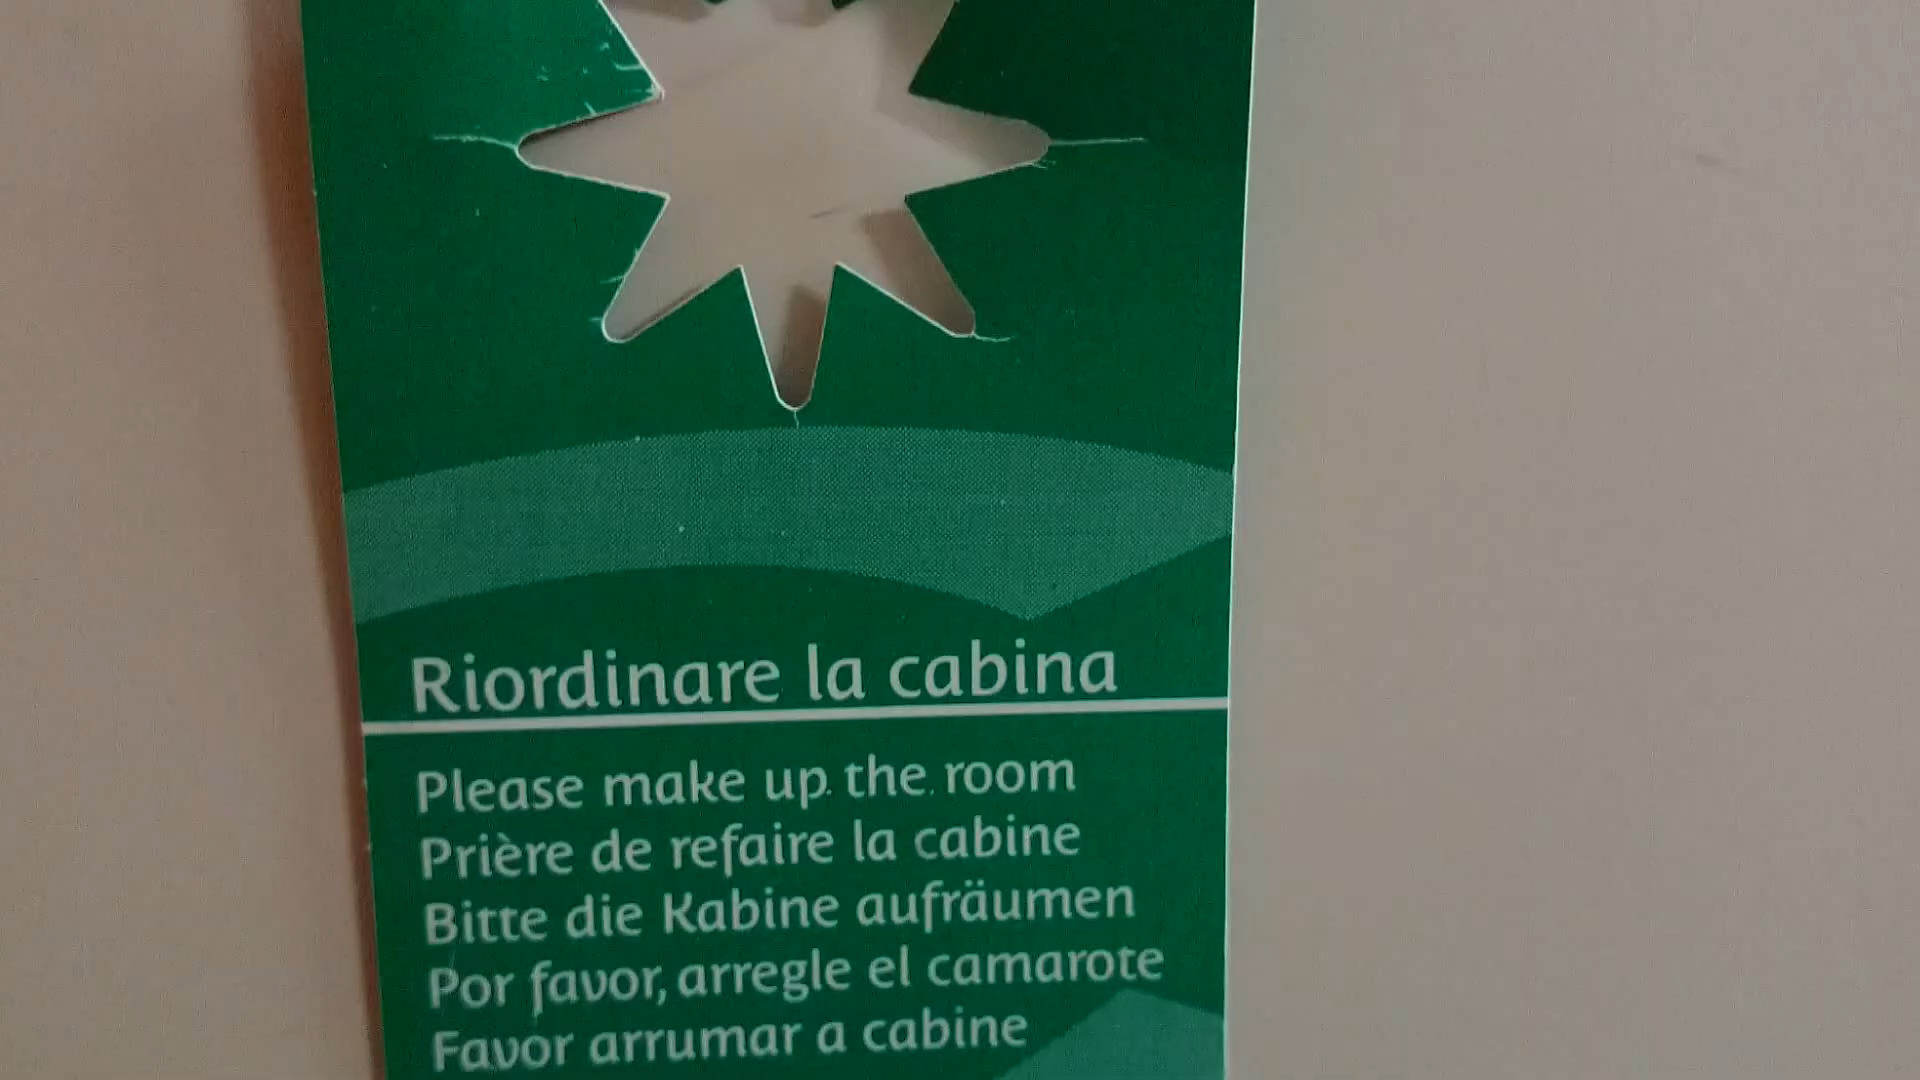 Riordinare la cabina
Please make up the room
Prière de refaire la cabine
Bitte die Kabine aufräumen
Por favor, arregle el camarote
Favor arrumar a cabine